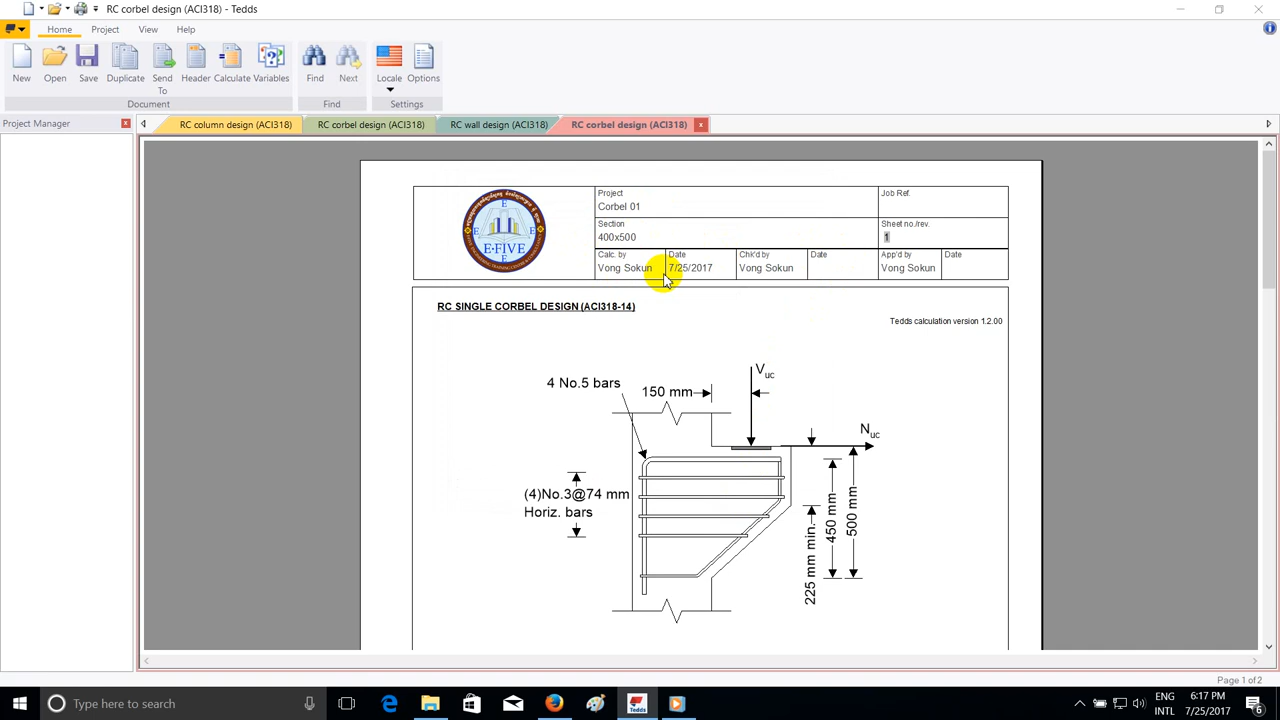 RC corbel design (ACI318) - Tedds
Home
Project
View
Help
New
Open
Save
Duplicate
Send To
Header
Calculate
Variables
Find
Next
Locale
Options
Document
Find
Settings
Project Manager
RC column design (ACI318)
RC corbel design (ACI318)
RC wall design (ACI318)
RC corbel design (ACI318)
E-FIVE
Project
Corbel 01
Job Ref.
Section
400x500
Sheet no./rev.
1
Calc. by
Vong Sokun
Date
7/25/2017
Chk'd by
Vong Sokun
Date
App'd by
Vong Sokun
Date
RC SINGLE CORBEL DESIGN (ACI318-14)
Tedds calculation version 1.2.00
Vuc
4 No.5 bars
150 mm
Nuc
(4)No.3@74 mm
Horiz. bars
225 mm min.
450 mm
500 mm
Page 1 of 2
Type here to search
ENG
INTL
6:17 PM
7/25/2017
6